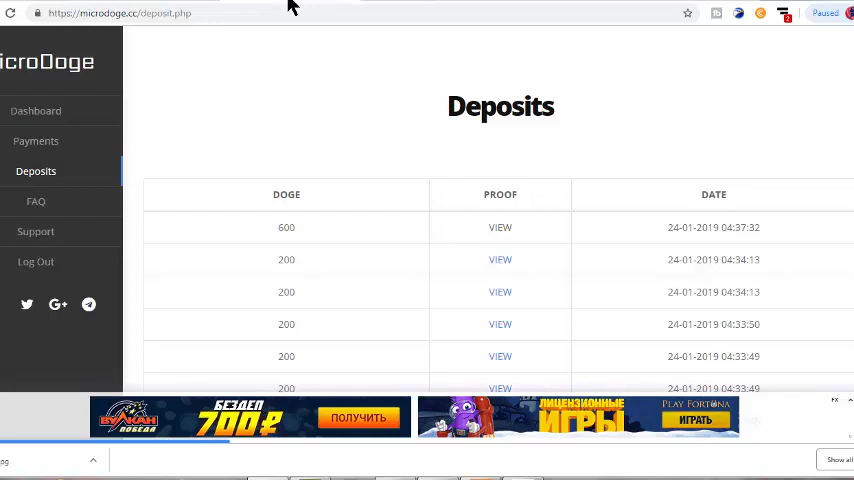 https://microdoge.cc/deposit.php
Paused
icroDoge
Dashboard
Payments
Deposits
FAQ
Support
Log Out
Deposits
DOGE PROOF DATE
600 VIEW 24-01-2019 04:37:32
200 VIEW 24-01-2019 04:34:13
200 VIEW 24-01-2019 04:34:13
200 VIEW 24-01-2019 04:33:50
200 VIEW 24-01-2019 04:33:49
200 VIEW 24-01-2019 04:33:49
ВУЛКАН
ПОБЕДА
БЕЗДЕП
700₽
ПОЛУЧИТЬ
ЛИЦЕНЗИОННЫЕ
ИГРЫ
PLAY FORTUNA
ИГРАТЬ
pg
Show all